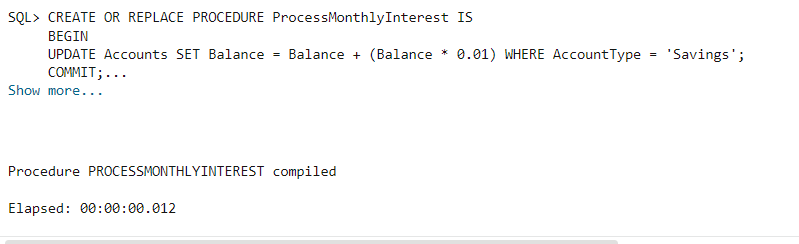 SQL> CREATE OR REPLACE PROCEDURE ProcessMonthlyInterest IS
BEGIN
UPDATE Accounts SET Balance = Balance + (Balance * 0.01) WHERE AccountType = 'Savings';
COMMIT;...
Show more...
Procedure PROCESSMONTHLYINTEREST compiled
Elapsed: 00:00:00.012